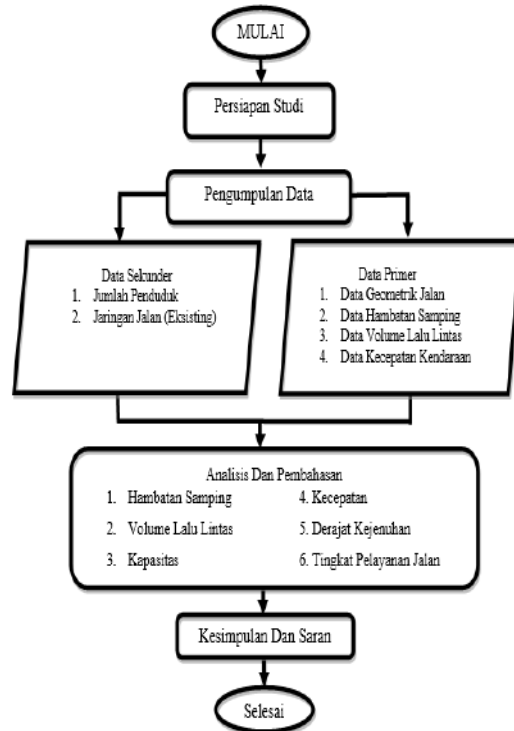 MULAI
Persiapan Studi
Pengumpulan Data
Data Sekunder
1. Jumlah Penduduk
2. Jaringan Jalan (Eksisting)
Data Primer
1. Data Geometrik Jalan
2. Data Hambatan Samping
3. Data Volume Lalu Lintas
4. Data Kecepatan Kendaraan
Analisis Dan Pembahasan
1. Hambatan Samping
2. Volume Lalu Lintas
3. Kapasitas
4. Kecepatan
5. Derajat Kejenuhan
6. Tingkat Pelayanan Jalan
Kesimpulan Dan Saran
Selesai